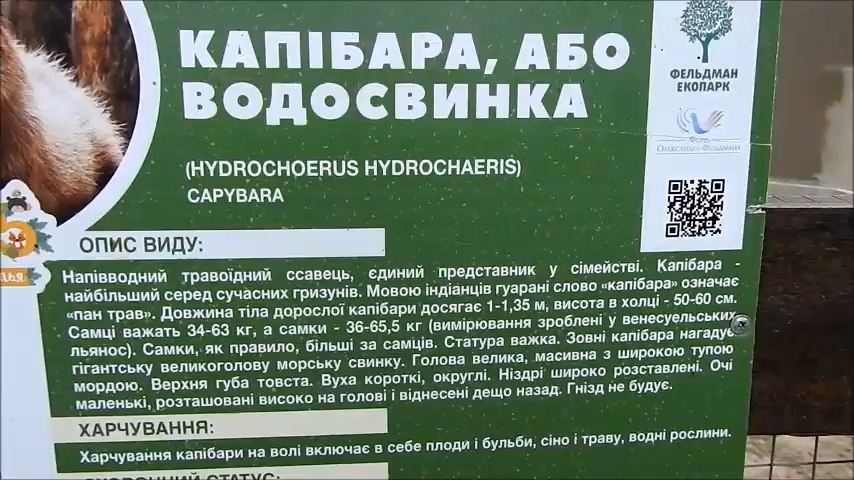 КАПІБАРА, АБО
ВОДОСВИНКА
ФЕЛЬДМАН
ЕКОПАРК
Фонд
Олександра Фельдмана
(HYDROCHOERUS HYDROCHAERIS)
CAPYBARA
ОПИС ВИДУ:
Напівводний травоїдний ссавець, єдиний представник у сімействі. Капібара -
найбільший серед сучасних гризунів. Мовою індіанців гуарані слово «капібара» означає
«пан трав». Довжина тіла дорослої капібари досягає 1-1,35 м, висота в холці - 50-60 см.
Самці важать 34-63 кг, а самки - 36-65,5 кг (вимірювання зроблені у венесуельських
льянос). Самки, як правило, більші за самців. Статура важка. Зовні капібара нагадує
гігантську великоголову морську свинку. Голова велика, масивна з широкою тупою
мордою. Верхня губа товста. Вуха короткі, округлі. Ніздрі широко розставлені. Очі
маленькі, розташовані високо на голові і віднесені дещо назад. Гнізд не будує.
ХАРЧУВАННЯ:
Харчування капібари на волі включає в себе плоди і бульби, сіно і траву, водні рослини.
ОХОРОННИЙ СТАТУС: